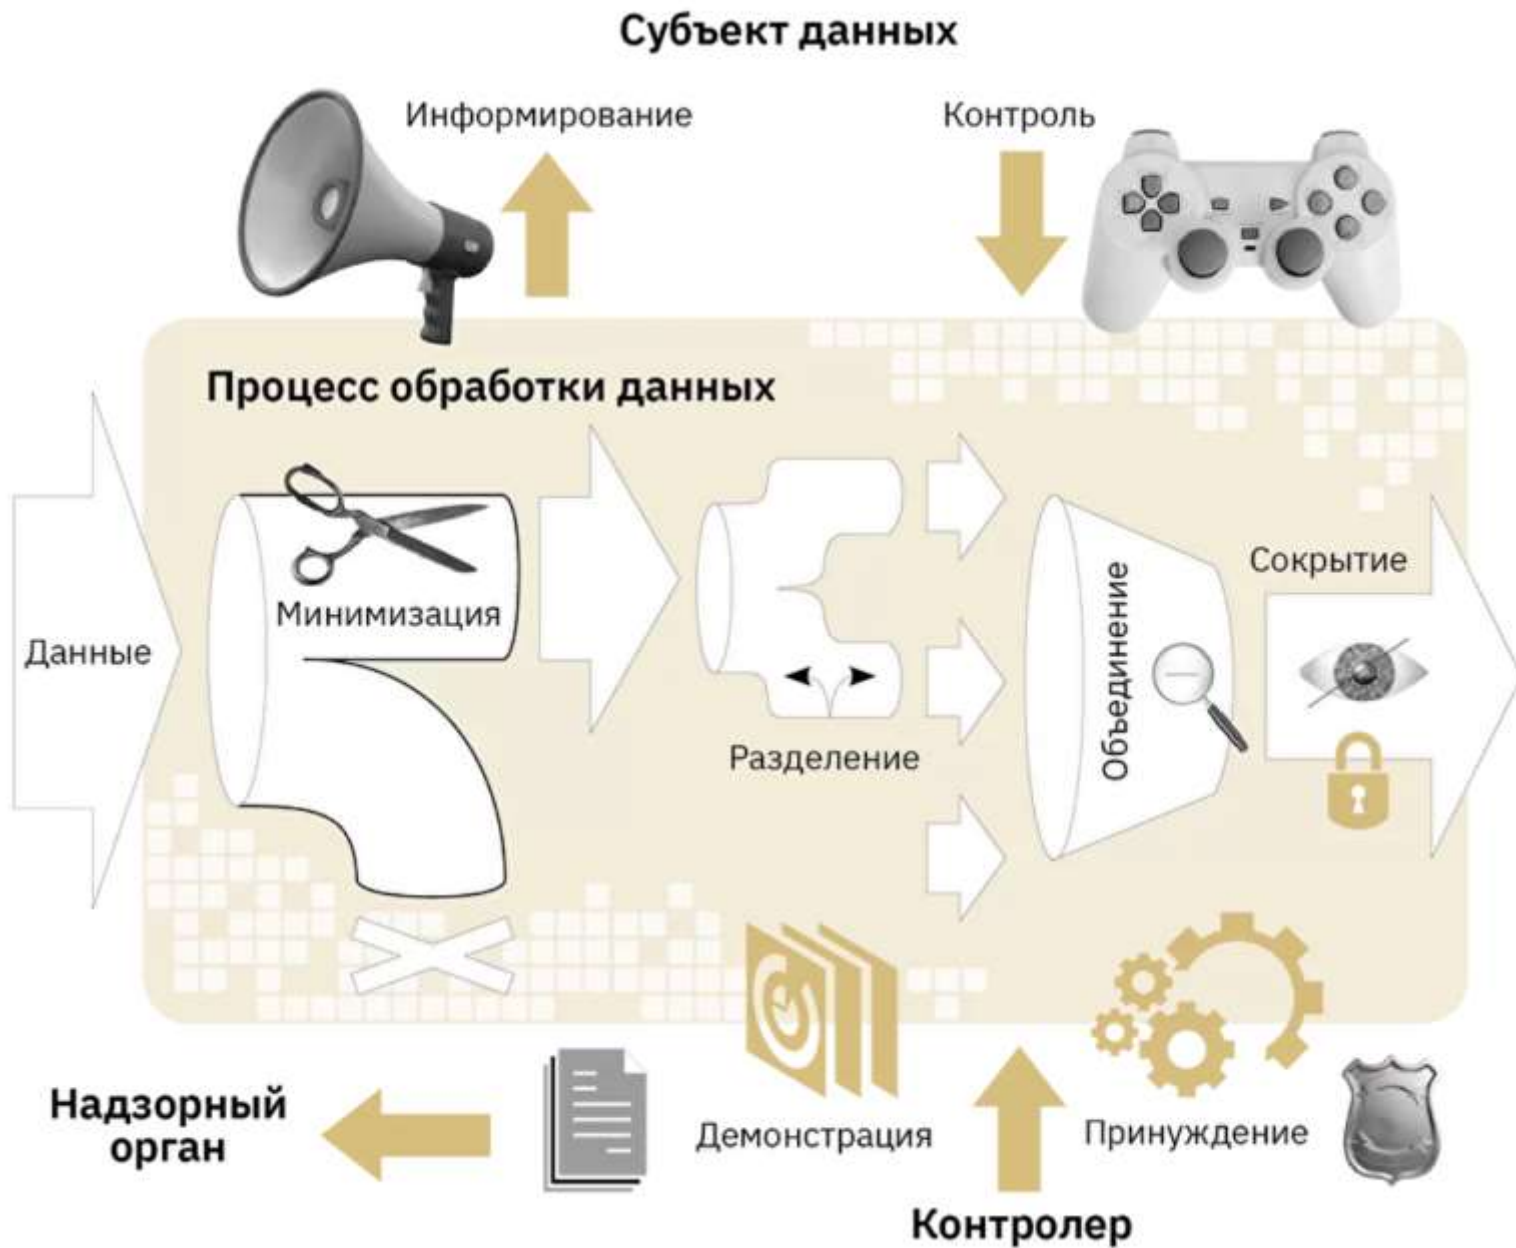 Субъект данных
Информирование
Контроль
Процесс обработки данных
Данные
Минимизация
Разделение
Объединение
Сокрытие
Надзорный
орган
Демонстрация
Принуждение
Контролер